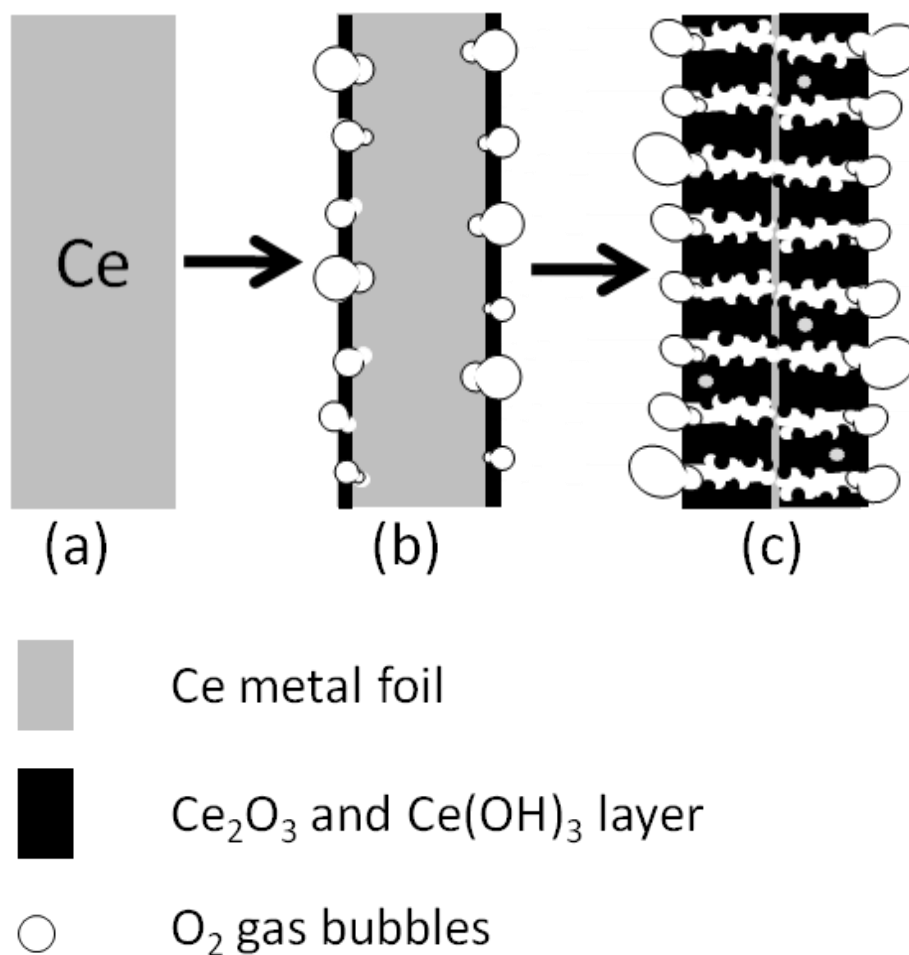 Ce
(a)
(b)
(c)
Ce metal foil
Ce₂O₃ and Ce(OH)₃ layer
O₂ gas bubbles